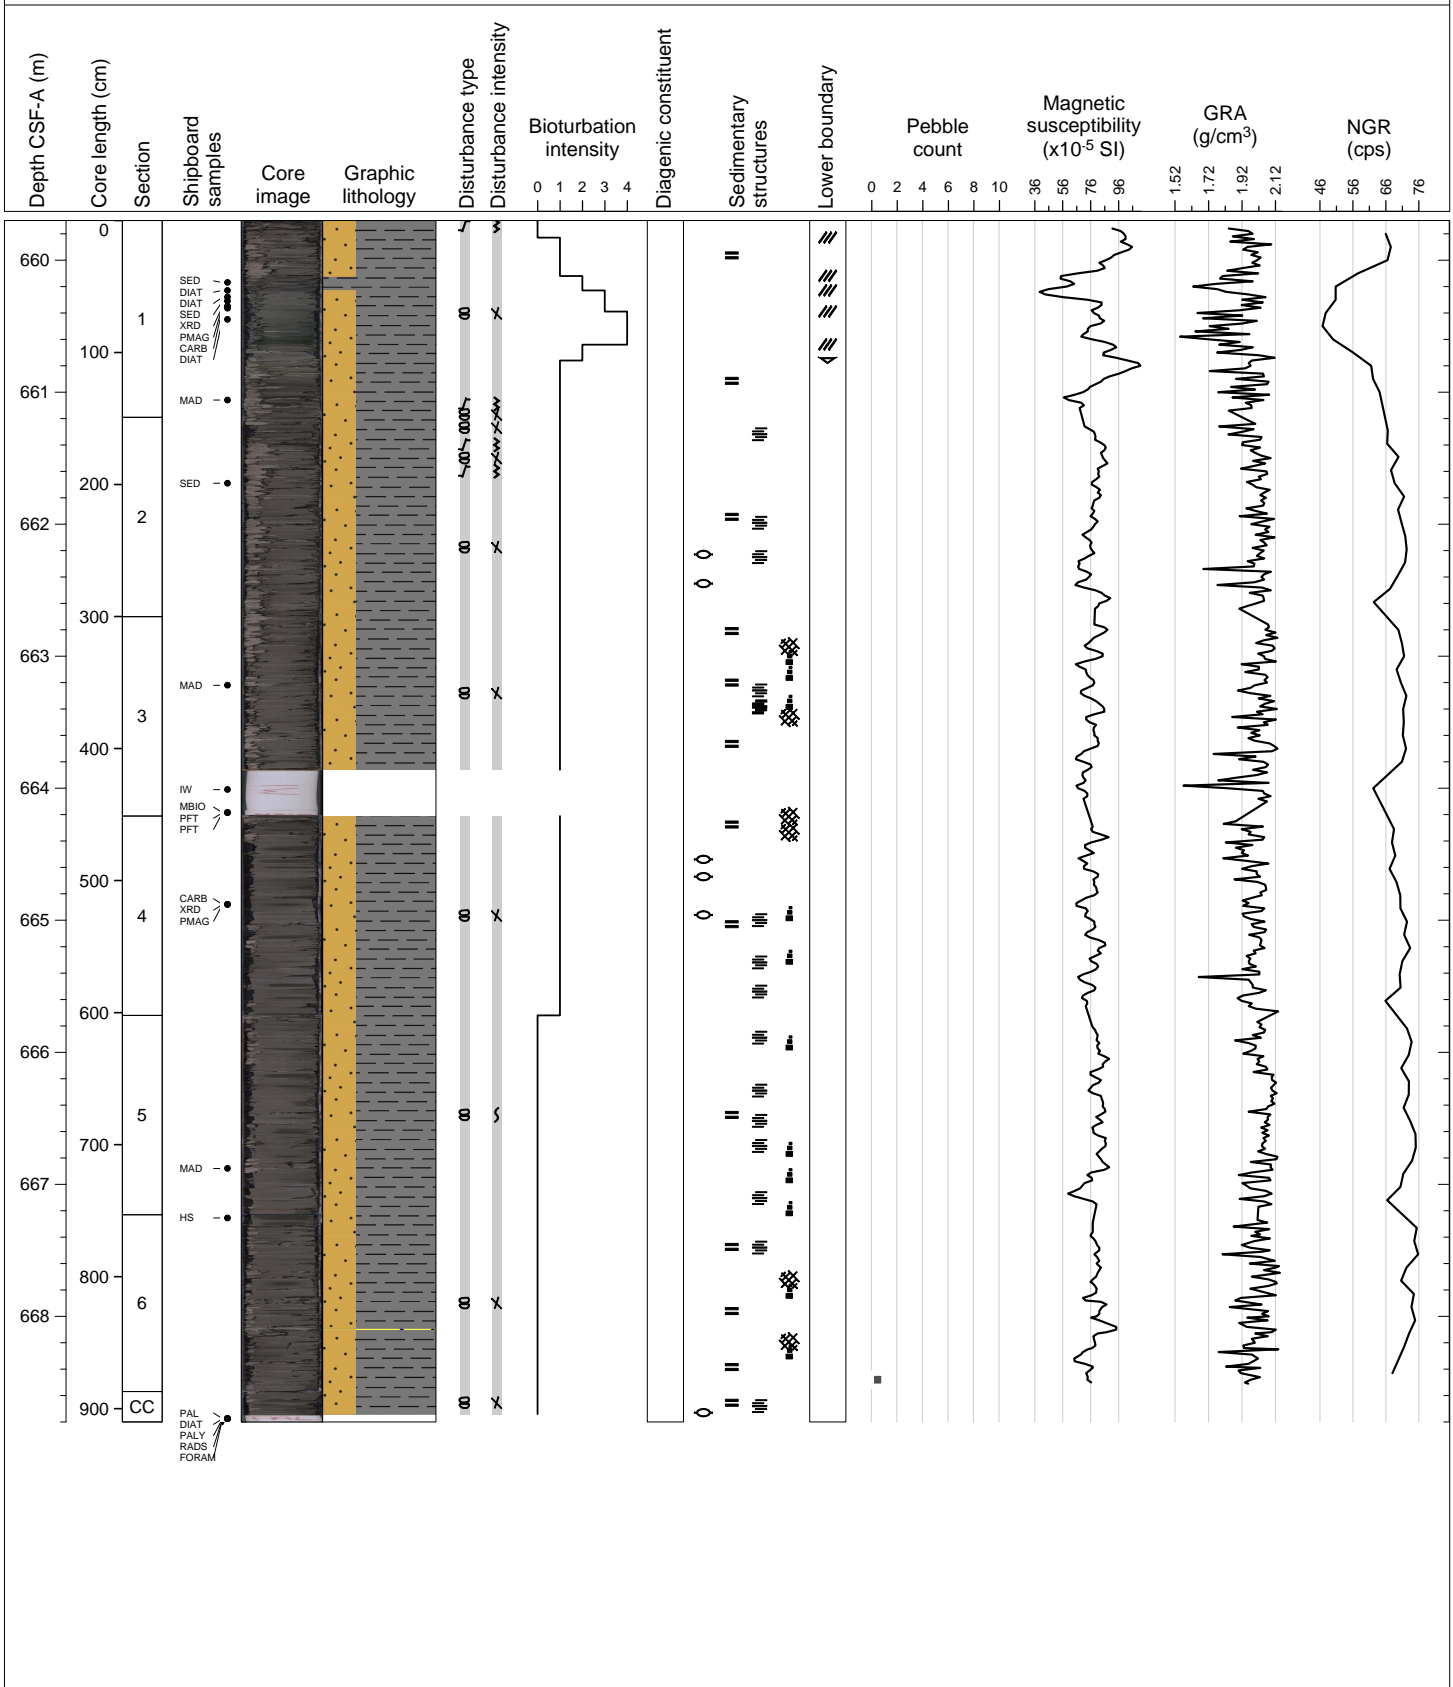 Depth CSF-A (m)
Core length (cm)
Section
Shipboard
samples
Core
image
Graphic
lithology
Disturbance type
Disturbance intensity
Bioturbation
intensity
0 1 2 3 4
Diagenic constituent
Sedimentary
structures
Lower boundary
Pebble
count
0 2 4 6 8 10
Magnetic
susceptibility
(x10-5 SI)
36 56 76 96
GRA
(g/cm3)
1.52 1.72 1.92 2.12
NGR
(cps)
46 56 66 76
0
660
SED
DIAT
DIAT
SED
XRD
PMAG
CARB
DIAT
1
100
661
MAD
200
SED
2
662
300
663
MAD
3
400
664
IW
MBIO
PFT
PFT
500
CARB
XRD
PMAG
4
665
600
666
5
700
MAD
667
HS
800
6
668
CC
900
PAL
DIAT
PALY
RADS
FORAM